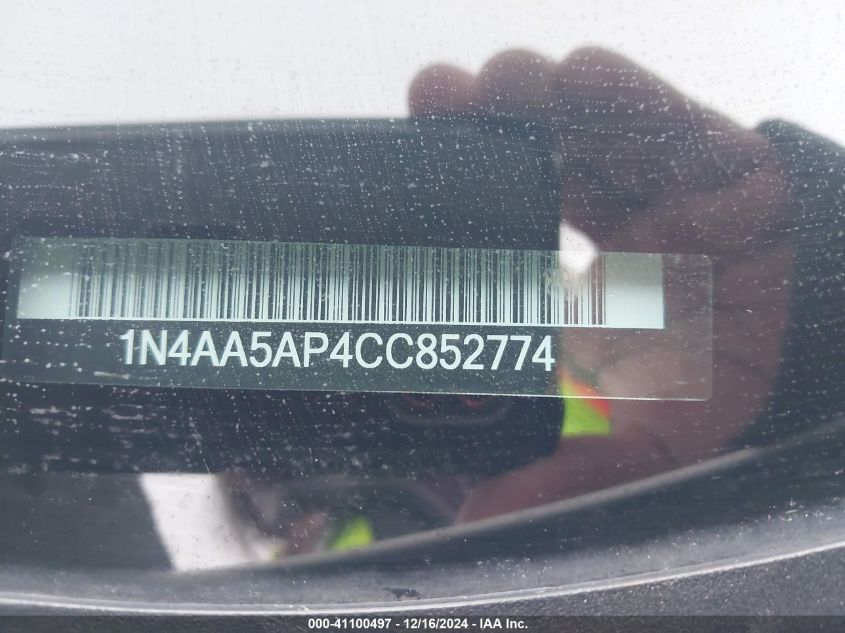 1N4AA5AP4CC852774
000-41100497 - 12/16/2024 - IAA Inc.